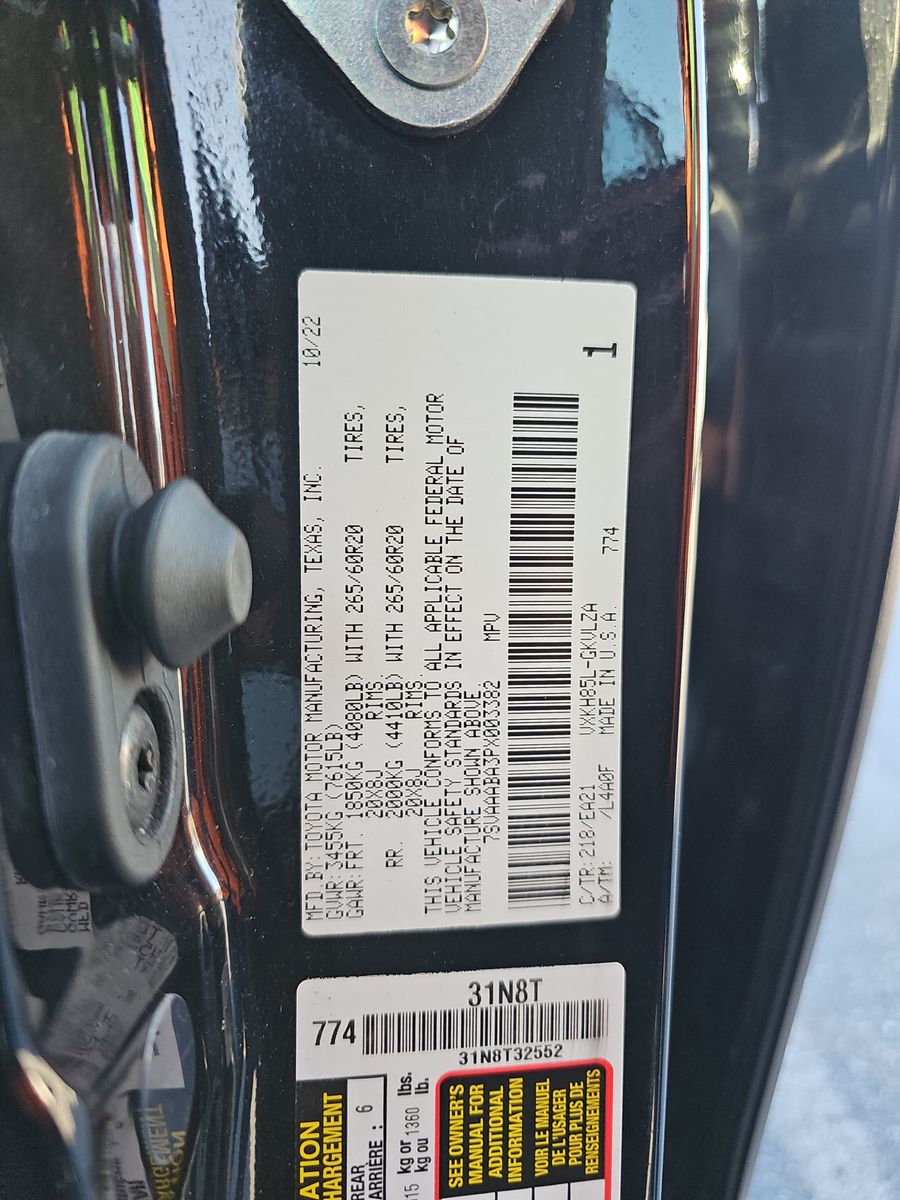 MFD.BY:TOYOTA MOTOR MANUFACTURING, TEXAS, INC. 10/22
GVWR:3455KG (7615LB)
GAWR:FRT. 1850KG (4080LB) WITH 265/60R20 TIRES,
20X8J RIMS.
RR. 2000KG (4410LB) WITH 265/60R20 TIRES,
20X8J RIMS.
THIS VEHICLE CONFORMS TO ALL APPLICABLE FEDERAL MOTOR
VEHICLE SAFETY STANDARDS IN EFFECT ON THE DATE OF
MANUFACTURE SHOWN ABOVE.
7SVAAABA3PX003382 MPV
C/TR:218/EA21 VXKH85L-GKVLZA
A/TM: /L4A0F MADE IN U.S.A. 774
1
31N8T
774
31N8T32552
ATION
HARGEMENT
REAR
ARRIÈRE : 6
kg or 1360 lbs.
kg ou lb.
SEE OWNER'S
MANUAL FOR
ADDITIONAL
INFORMATION
VOIR LE MANUEL
DE L'USAGER
POUR PLUS DE
RENSEIGNEMENTS